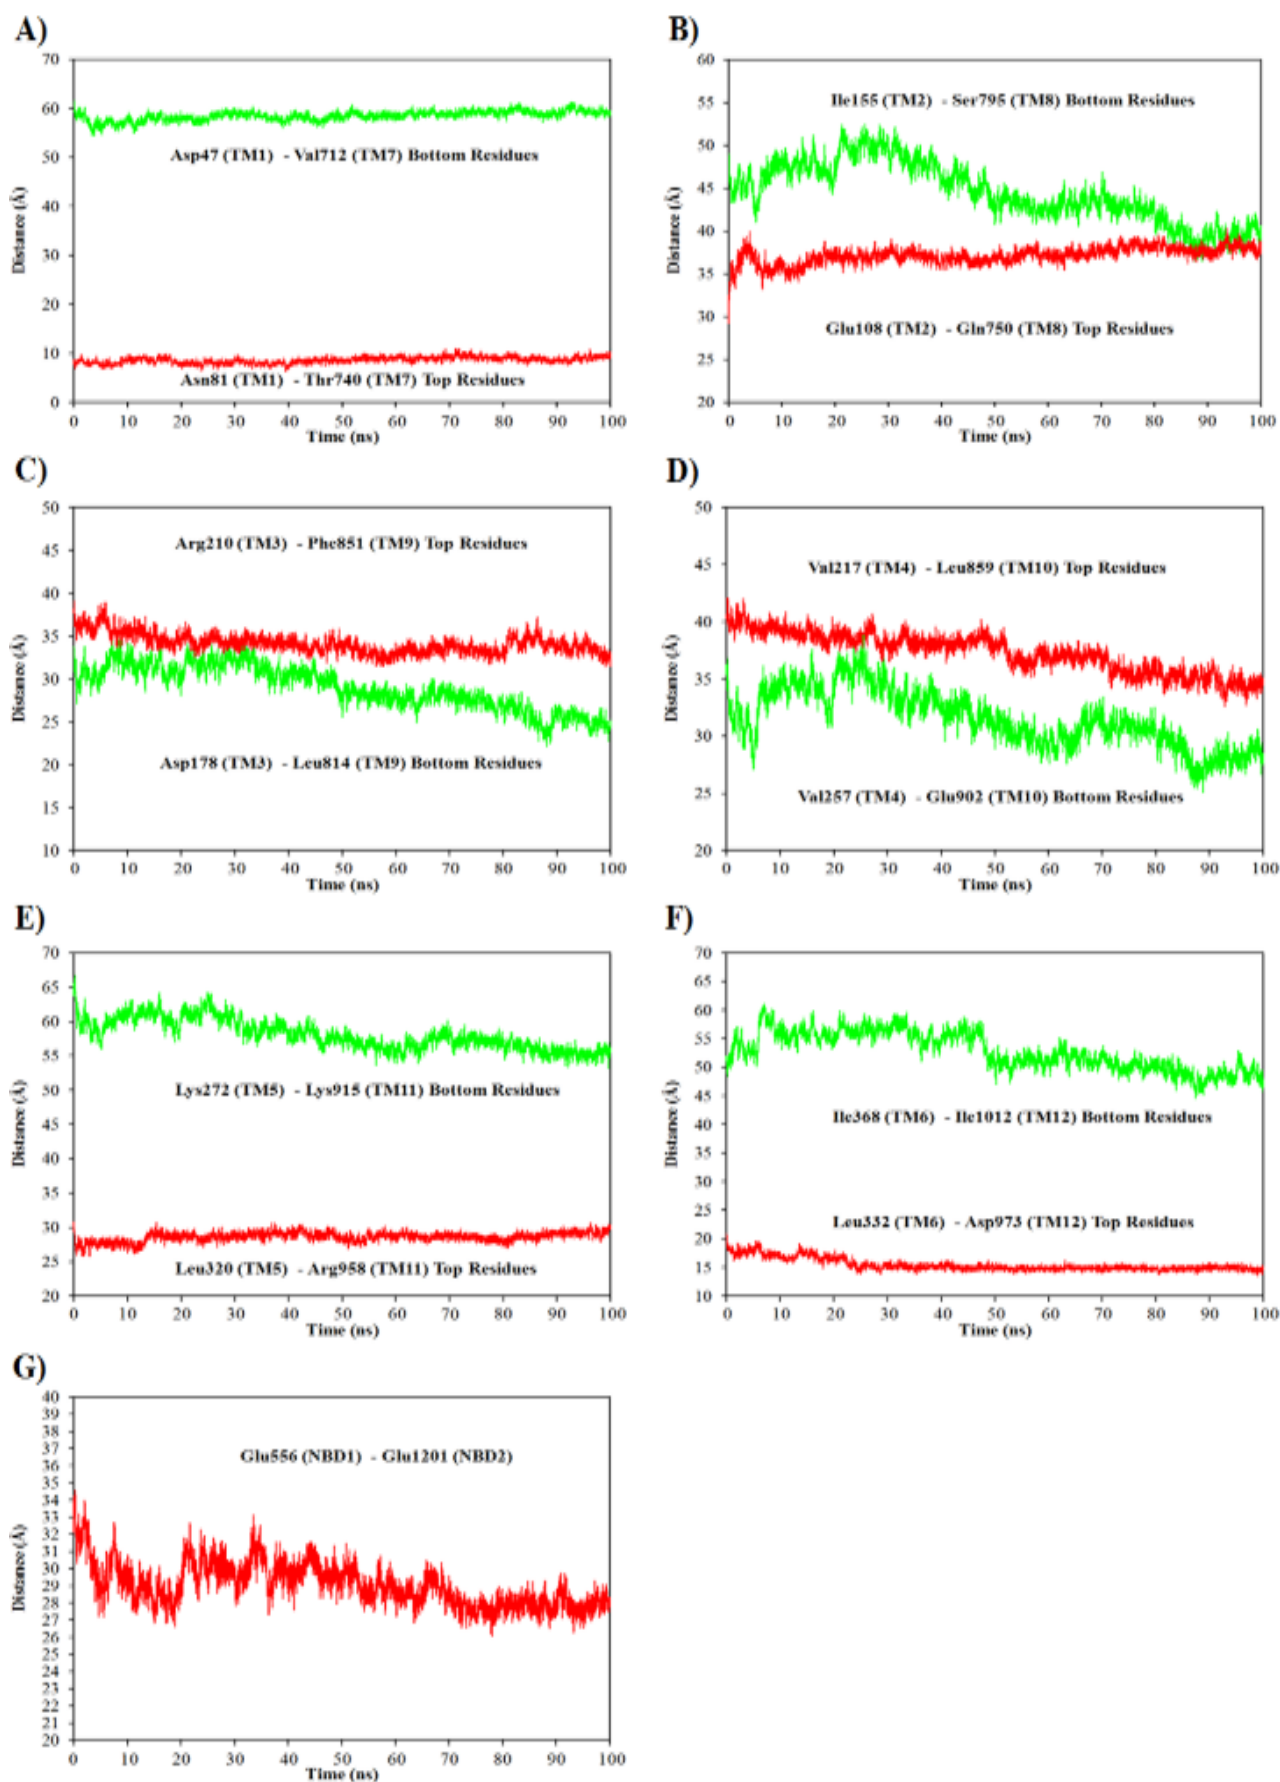 A)
70
60
50
40
30
20
10
0
Distance (Å)
Asp47 (TM1) - Val712 (TM7) Bottom Residues
Asn81 (TM1) - Thr740 (TM7) Top Residues
0 10 20 30 40 50 60 70 80 90 100
Time (ns)
B)
60
55
50
45
40
35
30
25
20
Distance (Å)
Ile155 (TM2) - Ser795 (TM8) Bottom Residues
Glu108 (TM2) - Gln750 (TM8) Top Residues
0 10 20 30 40 50 60 70 80 90 100
Time (ns)
C)
50
45
40
35
30
25
20
15
10
Distance (Å)
Arg210 (TM3) - Phe851 (TM9) Top Residues
Asp178 (TM3) - Leu814 (TM9) Bottom Residues
0 10 20 30 40 50 60 70 80 90 100
Time (ns)
D)
50
45
40
35
30
25
20
Distance (Å)
Val217 (TM4) - Leu859 (TM10) Top Residues
Val257 (TM4) - Glu902 (TM10) Bottom Residues
0 10 20 30 40 50 60 70 80 90 100
Time (ns)
E)
70
65
60
55
50
45
40
35
30
25
20
Distance (Å)
Lys272 (TM5) - Lys915 (TM11) Bottom Residues
Leu320 (TM5) - Arg958 (TM11) Top Residues
0 10 20 30 40 50 60 70 80 90 100
Time (ns)
F)
70
65
60
55
50
45
40
35
30
25
20
15
10
Distance (Å)
Ile368 (TM6) - Ile1012 (TM12) Bottom Residues
Leu332 (TM6) - Asp973 (TM12) Top Residues
0 10 20 30 40 50 60 70 80 90 100
Time (ns)
G)
40
39
38
37
36
35
34
33
32
31
30
29
28
27
26
25
24
23
22
21
20
Distance (Å)
Glu556 (NBD1) - Glu1201 (NBD2)
0 10 20 30 40 50 60 70 80 90 100
Time (ns)